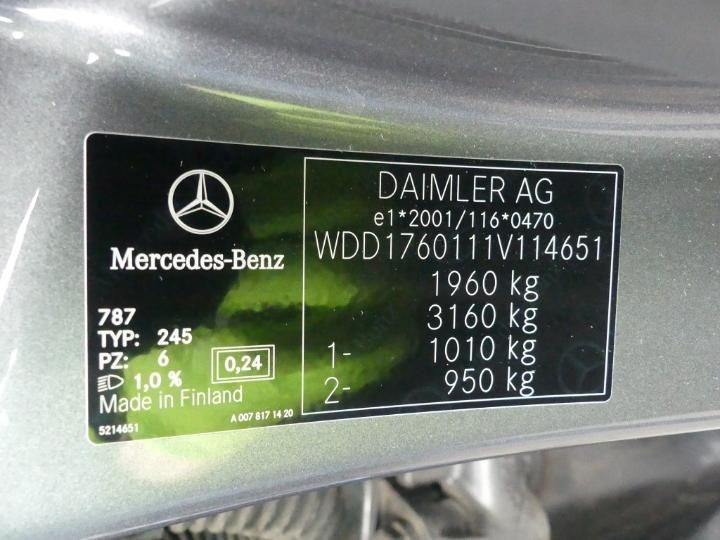 Mercedes-Benz
787
TYP: 245
PZ: 6
1,0 %
0,24
Made in Finland
5214651
A 007 817 14 20
DAIMLER AG
e1*2001/116*0470
WDD1760111V114651
1960 kg
3160 kg
1- 1010 kg
2- 950 kg